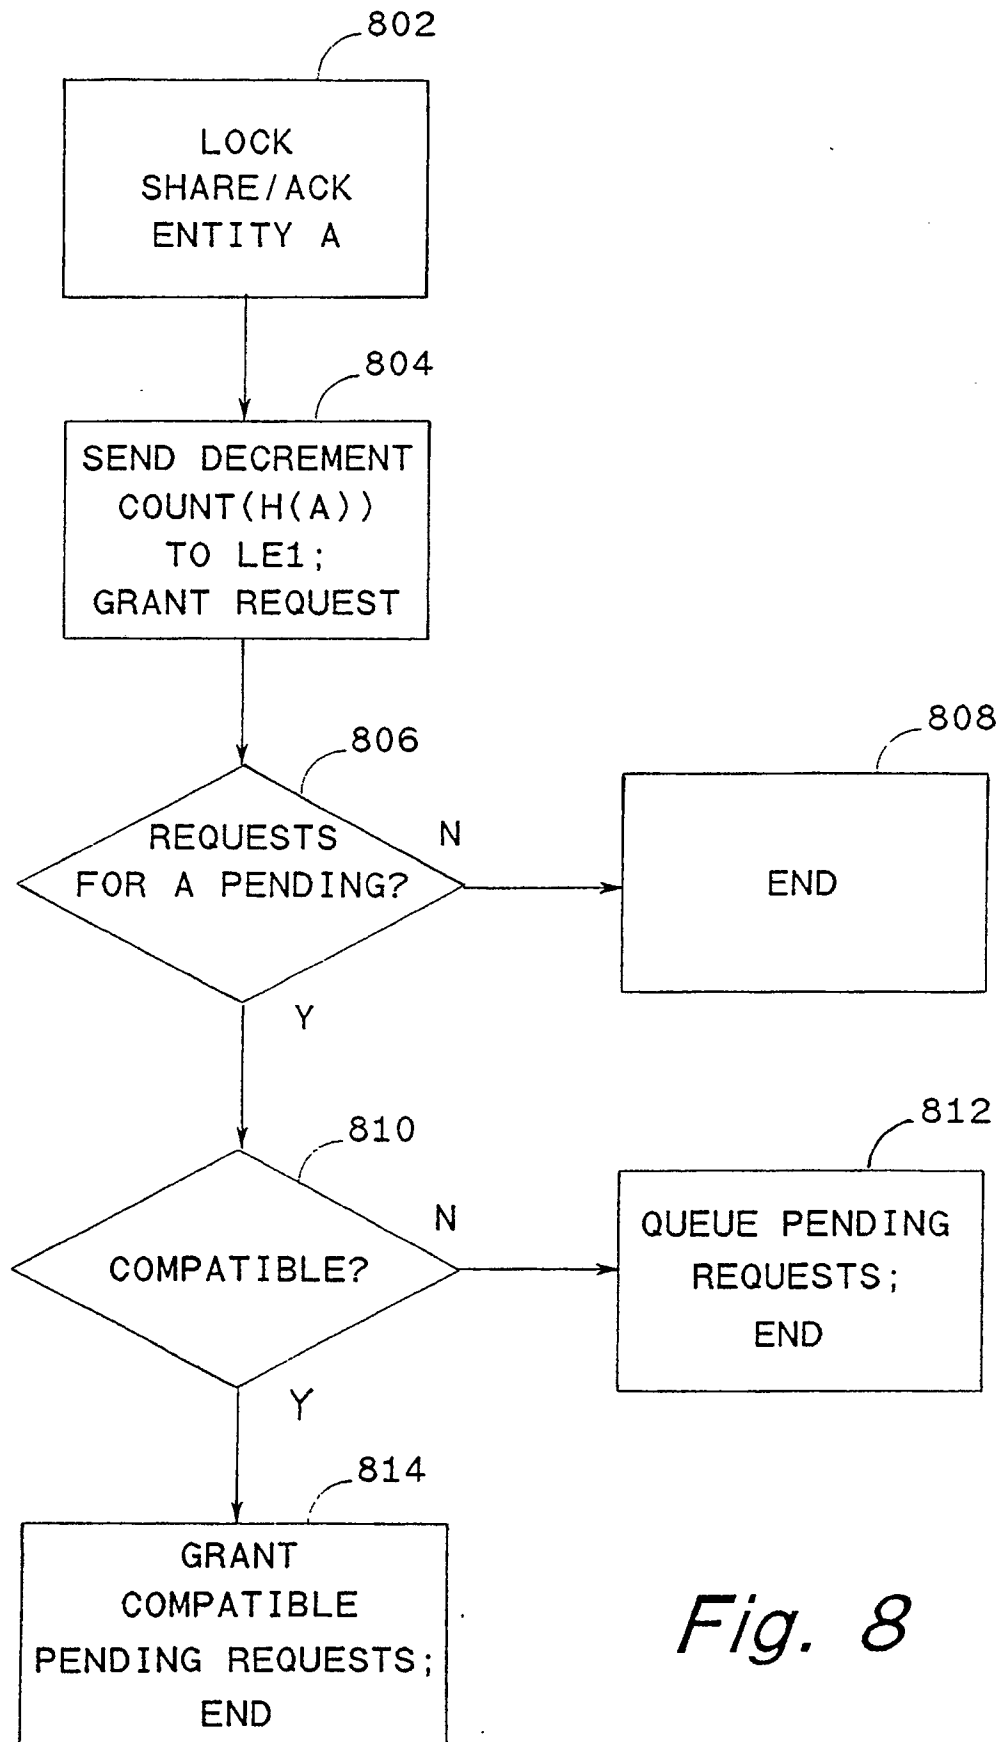 802
LOCK
SHARE/ACK
ENTITY A
804
SEND DECREMENT
COUNT(H(A))
TO LE1;
GRANT REQUEST
806
REQUESTS
FOR A PENDING?
N
808
END
Y
810
COMPATIBLE?
N
812
QUEUE PENDING
REQUESTS;
END
Y
814
GRANT
COMPATIBLE
PENDING REQUESTS;
END
Fig. 8